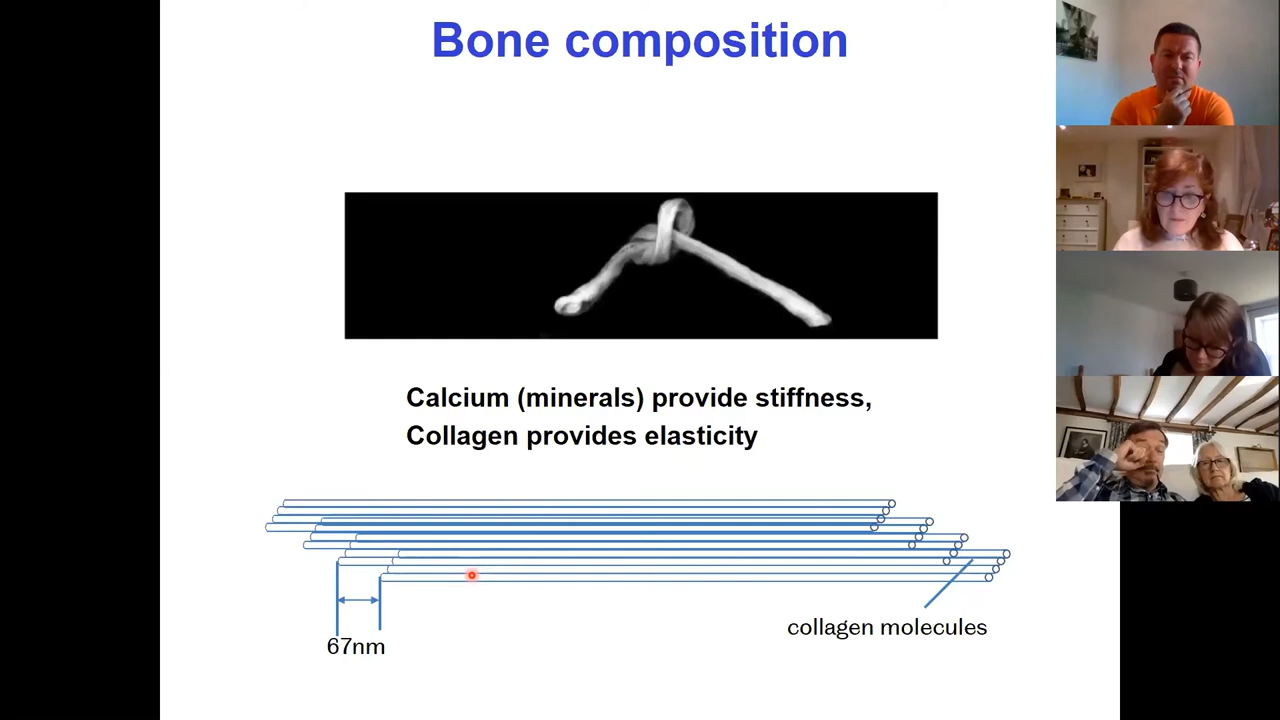 Bone composition
Calcium (minerals) provide stiffness,
Collagen provides elasticity
collagen molecules
67nm